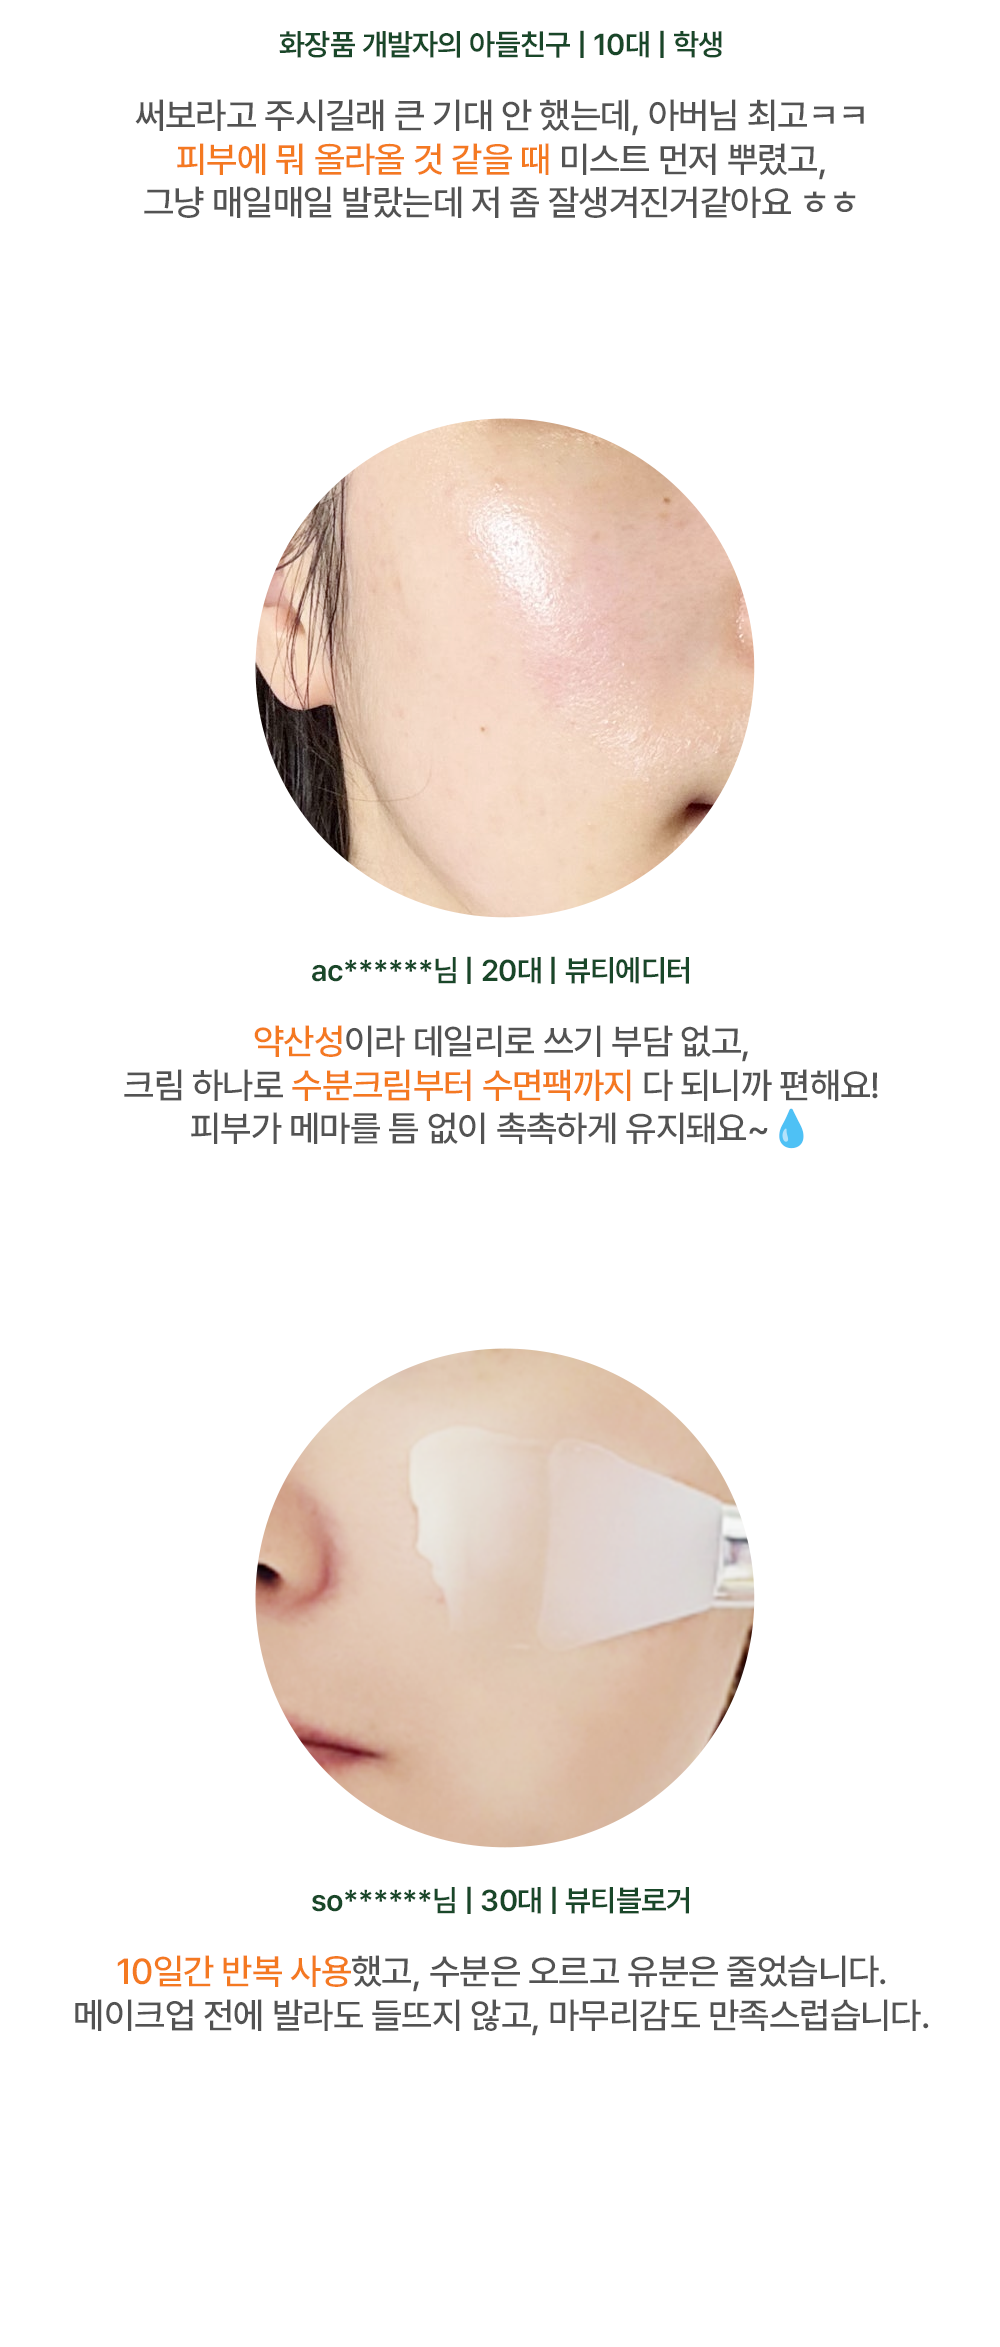 화장품 개발자의 아들친구 | 10대 | 학생
써보라고 주시길래 큰 기대 안 했는데, 아버님 최고ㅋㅋ
피부에 뭐 올라올 것 같을 때 미스트 먼저 뿌렸고,
그냥 매일매일 발랐는데 저 좀 잘생겨진거같아요 ㅎㅎ
ac******님 | 20대 | 뷰티에디터
약산성이라 데일리로 쓰기 부담 없고,
크림 하나로 수분크림부터 수면팩까지 다 되니까 편해요!
피부가 메마를 틈 없이 촉촉하게 유지돼요~💧
so******님 | 30대 | 뷰티블로거
10일간 반복 사용했고, 수분은 오르고 유분은 줄었습니다.
메이크업 전에 발라도 들뜨지 않고, 마무리감도 만족스럽습니다.